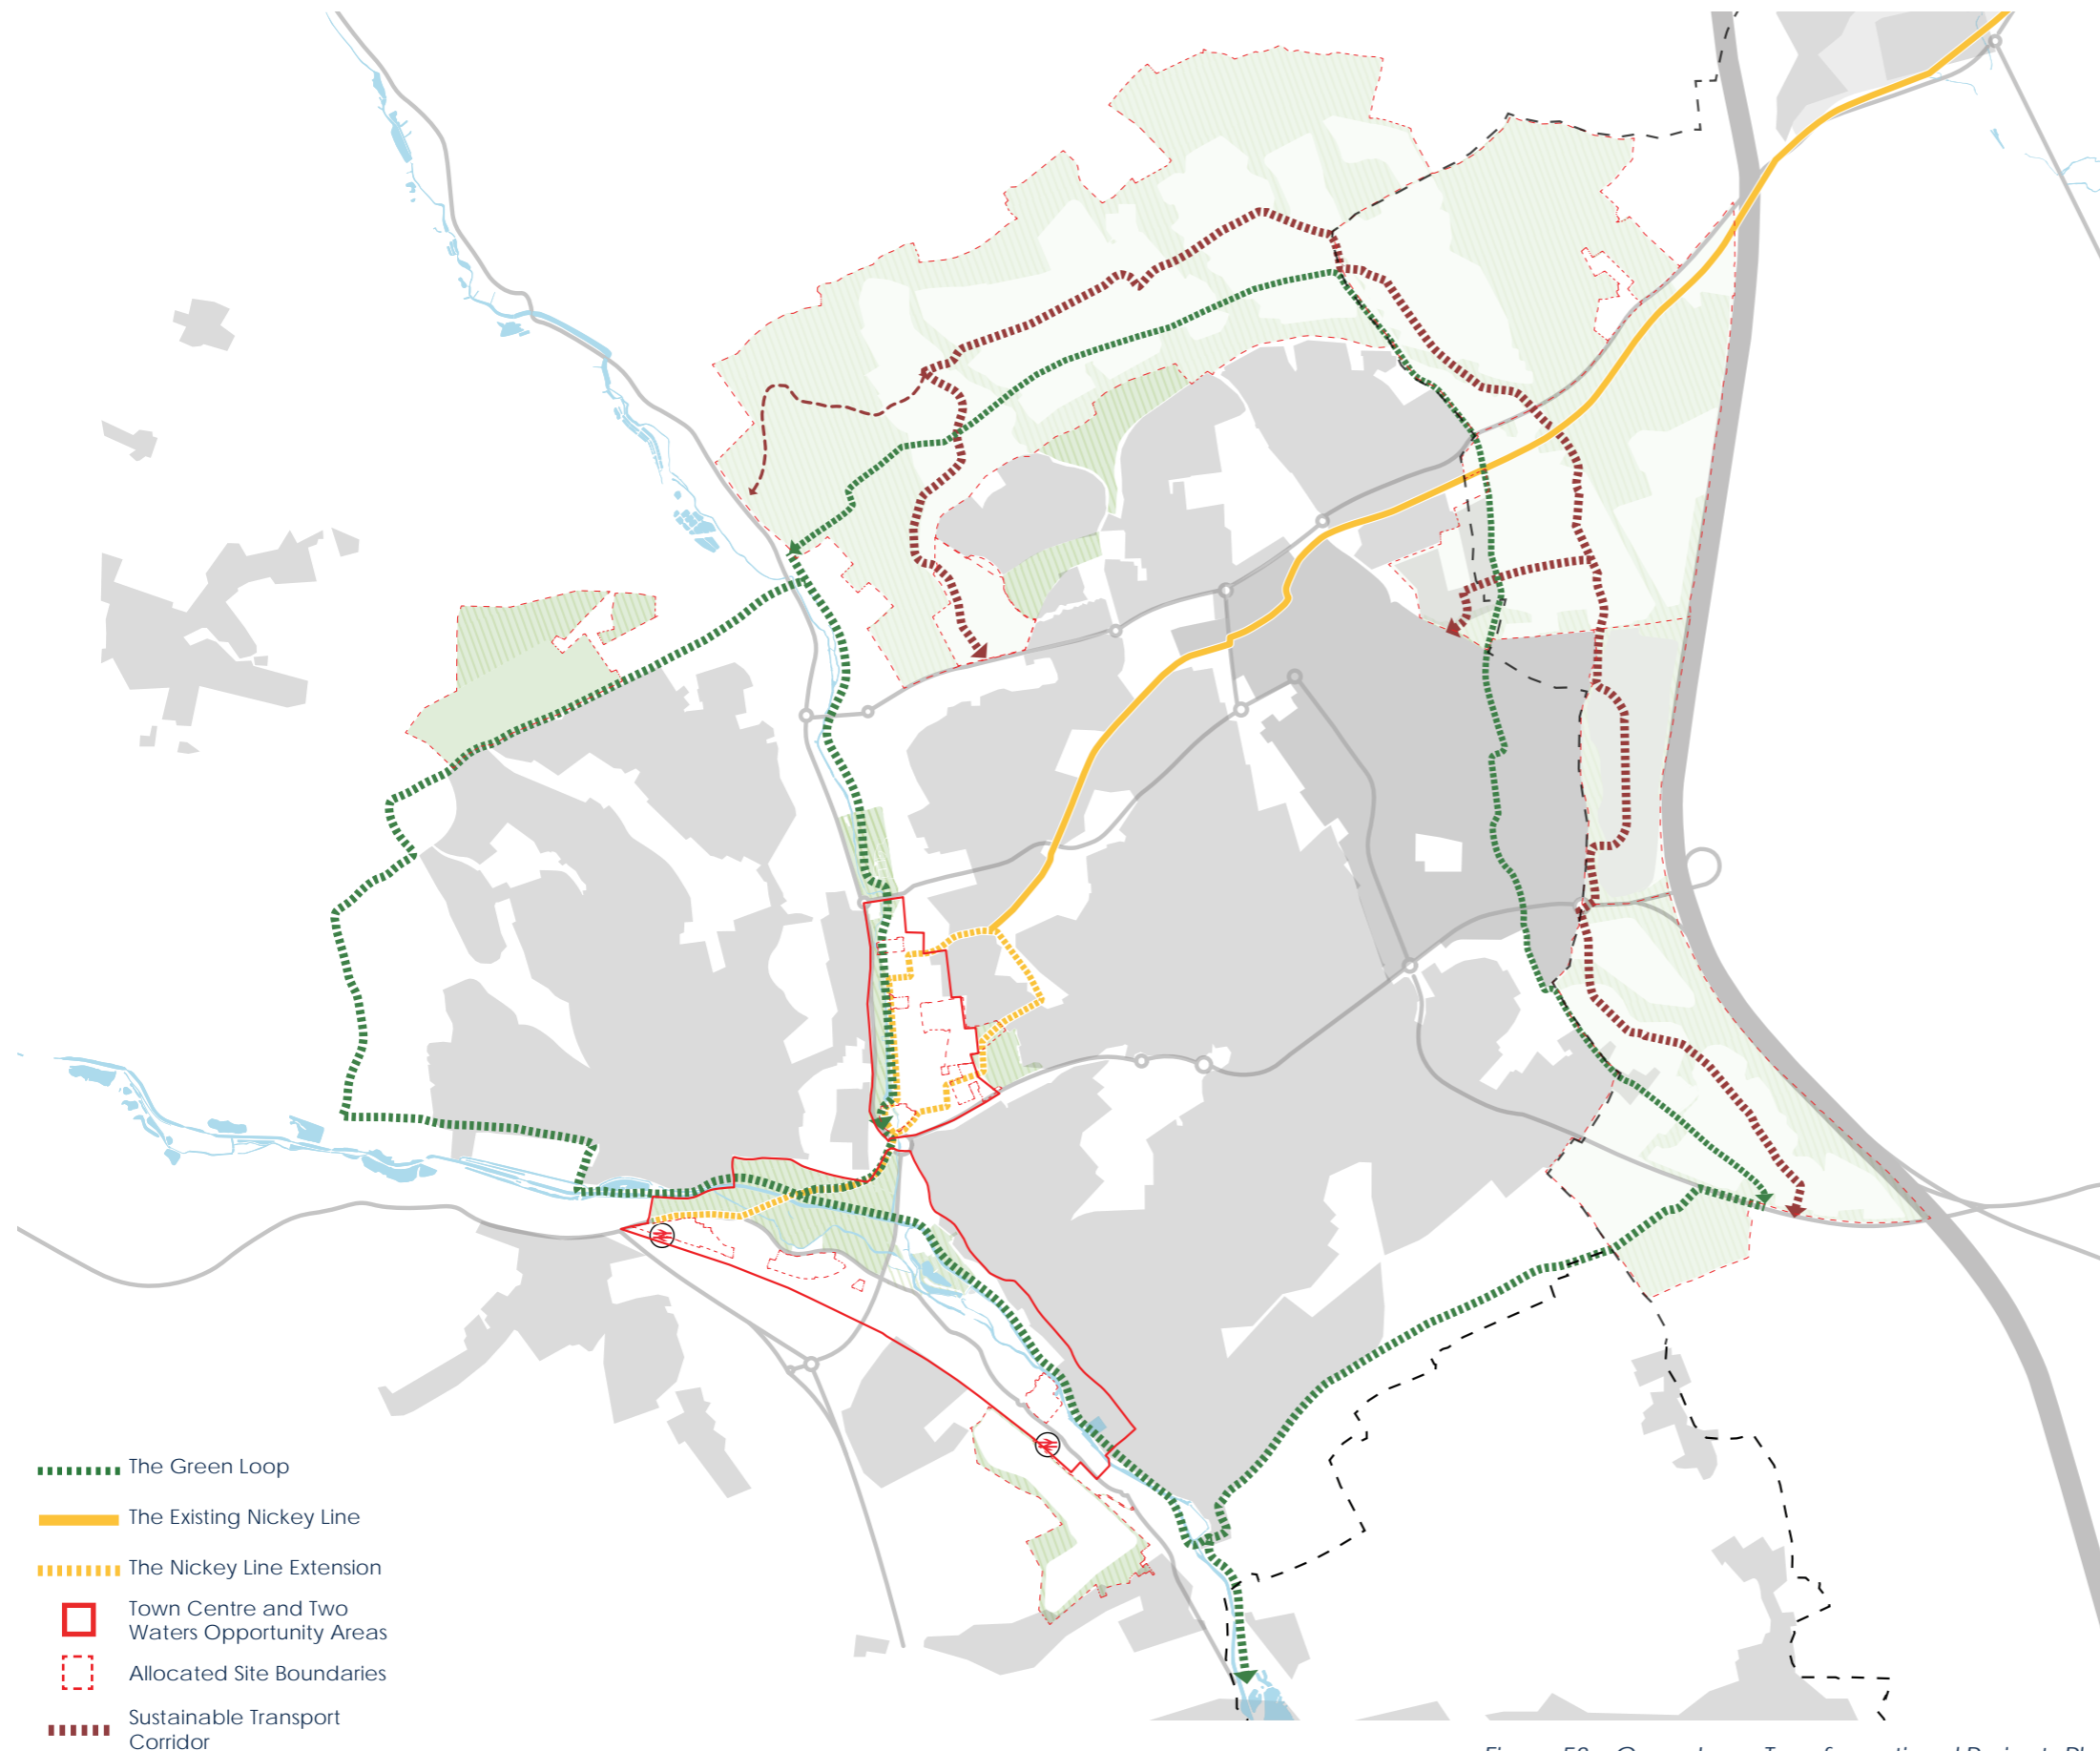 The Green Loop
The Existing Nickey Line
The Nickey Line Extension
Town Centre and Two
Waters Opportunity Areas
Allocated Site Boundaries
Sustainable Transport
Corridor